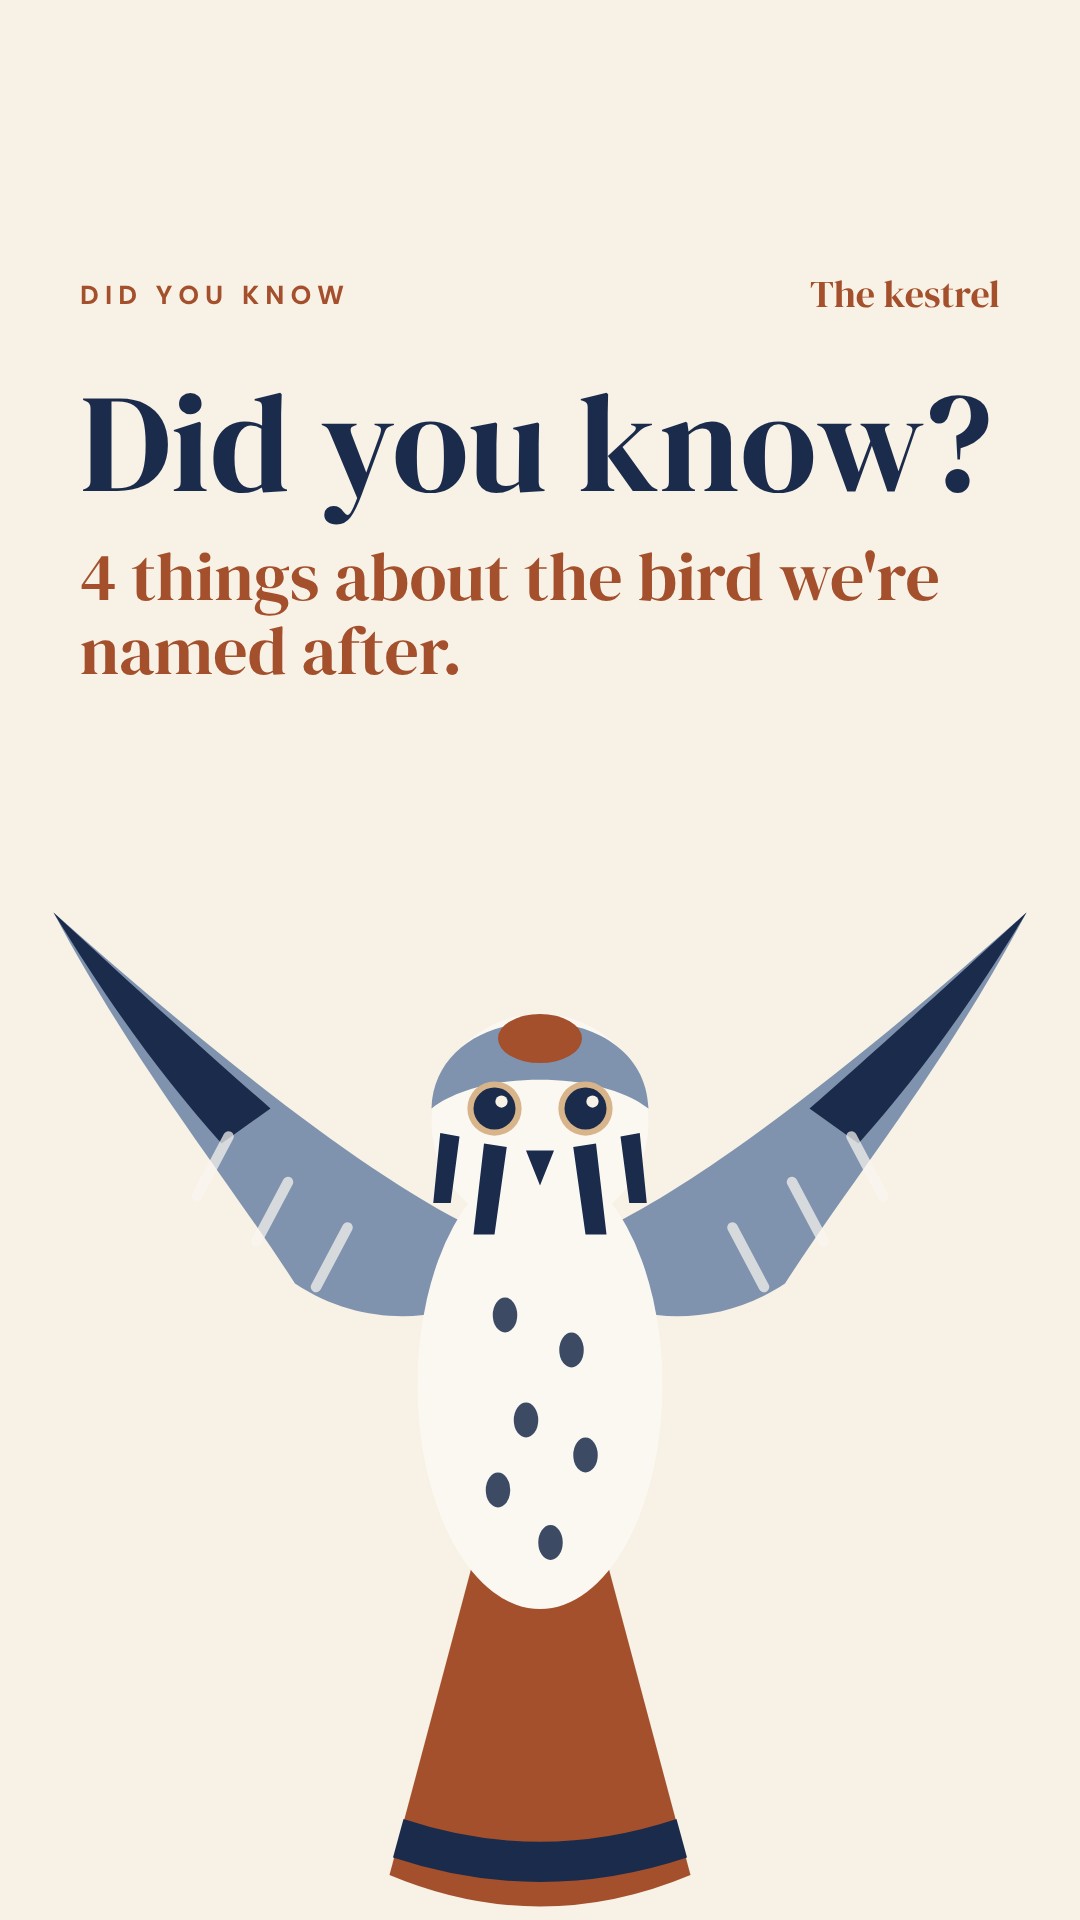 DID YOU KNOW
The kestrel
Did you know?
4 things about the bird we're
named after.